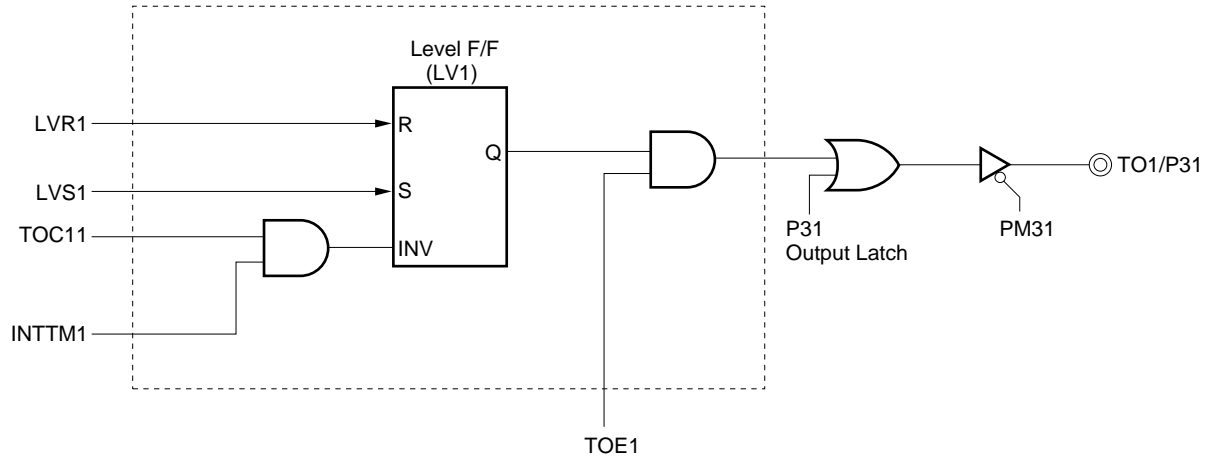 Level F/F
(LV1)
LVR1
R
Q
TO1/P31
LVS1
S
TOC11
P31
Output Latch
PM31
INV
INTTM1
TOE1